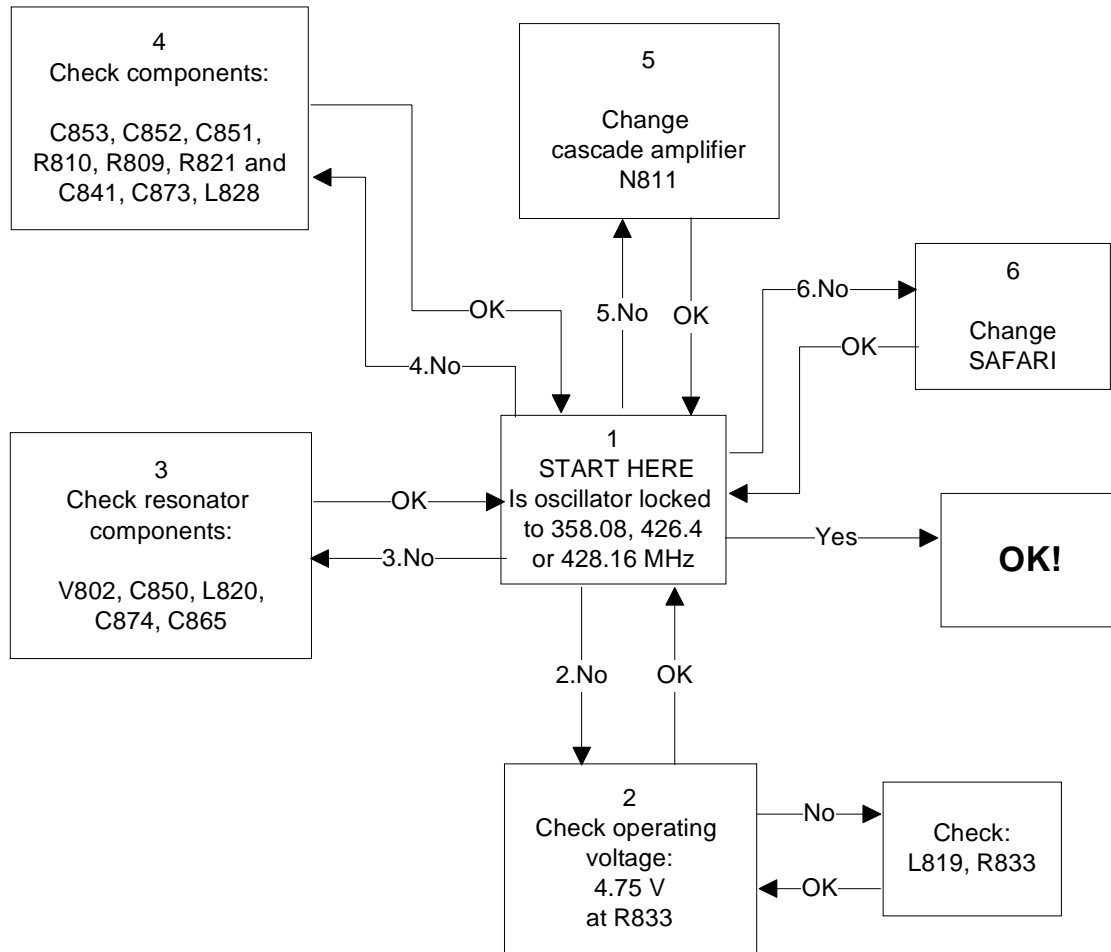 4
Check components:
C853, C852, C851,
R810, R809, R821 and
C841, C873, L828
5
Change
cascade amplifier
N811
6
Change
SAFARI
OK
4.No
5.No
OK
6.No
OK
1
START HERE
Is oscillator locked
to 358.08, 426.4
or 428.16 MHz
3
Check resonator
components:
V802, C850, L820,
C874, C865
OK
3.No
Yes
OK!
2.No
OK
2
Check operating
voltage:
4.75 V
at R833
No
OK
Check:
L819, R833